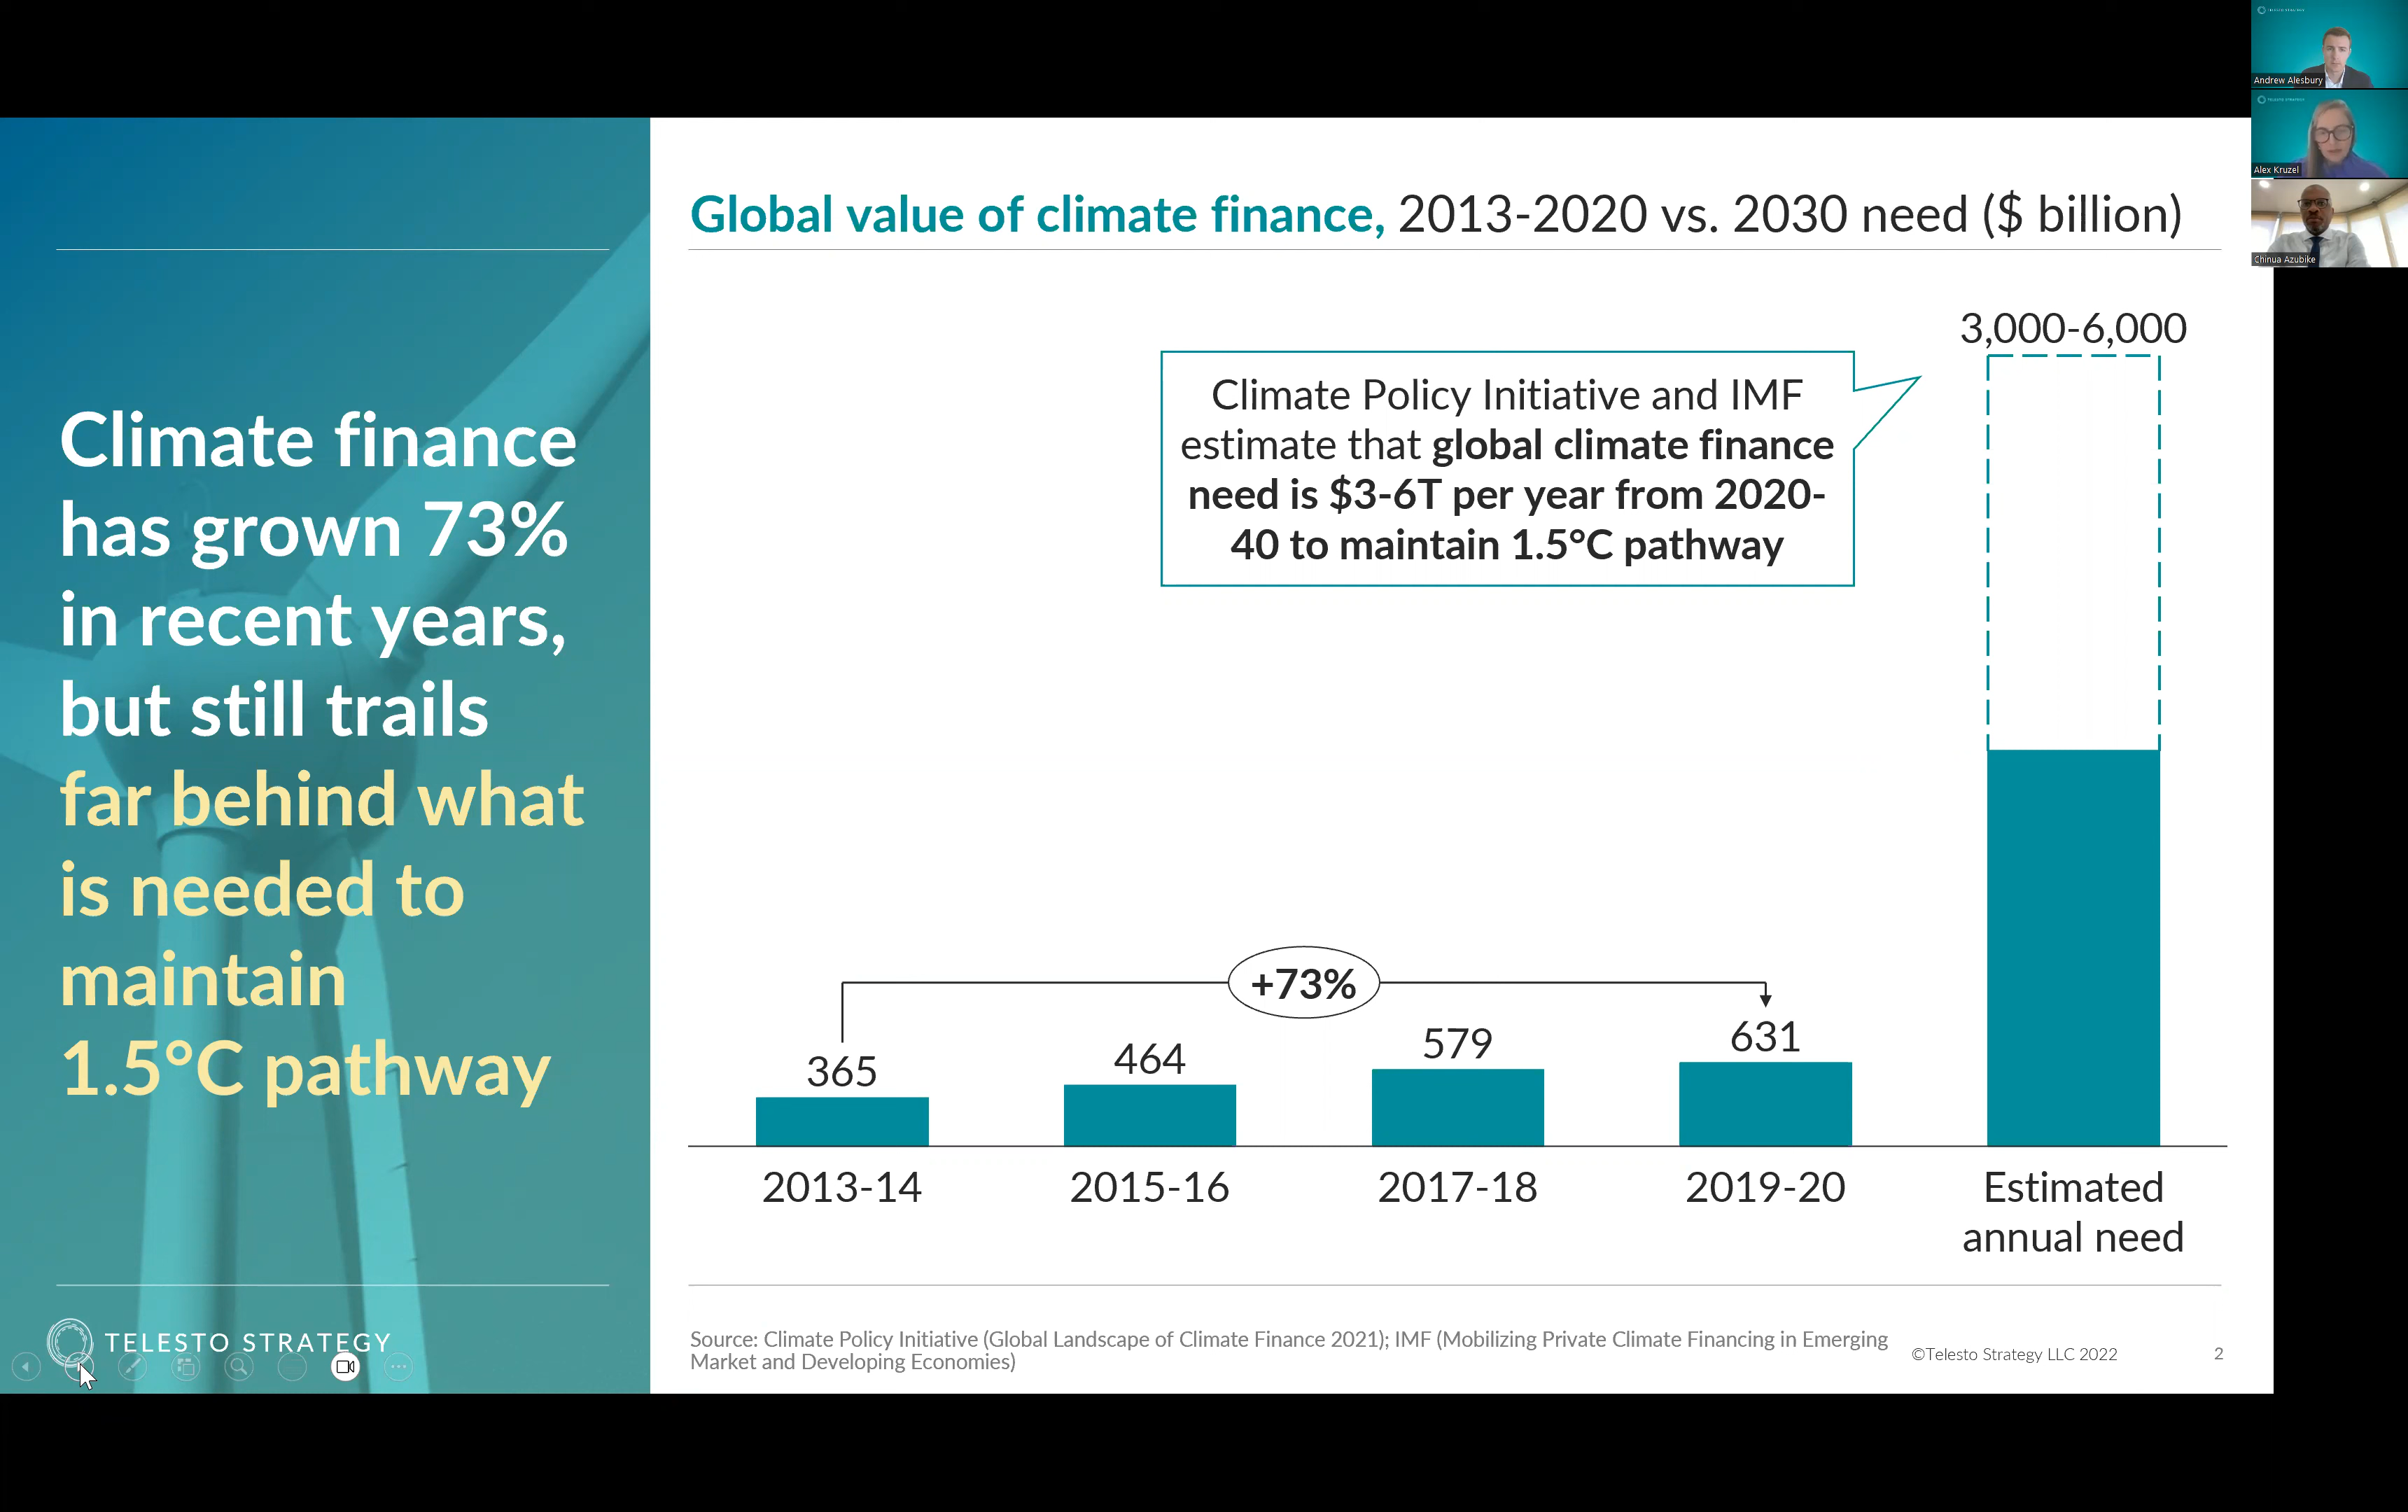 Climate finance
has grown 73%
in recent years,
but still trails
far behind what
is needed to
maintain
1.5°C pathway
TELESTO STRATEGY
Global value of climate finance, 2013-2020 vs. 2030 need ($ billion)
3,000-6,000
Climate Policy Initiative and IMF
estimate that global climate finance
need is $3-6T per year from 2020-
40 to maintain 1.5°C pathway
+73%
365
464
579
631
2013-14
2015-16
2017-18
2019-20
Estimated
annual need
Source: Climate Policy Initiative (Global Landscape of Climate Finance 2021); IMF (Mobilizing Private Climate Financing in Emerging
Market and Developing Economies)
©Telesto Strategy LLC 2022
2
Andrew Alesbury
Alex Kruzel
Chinua Azubike